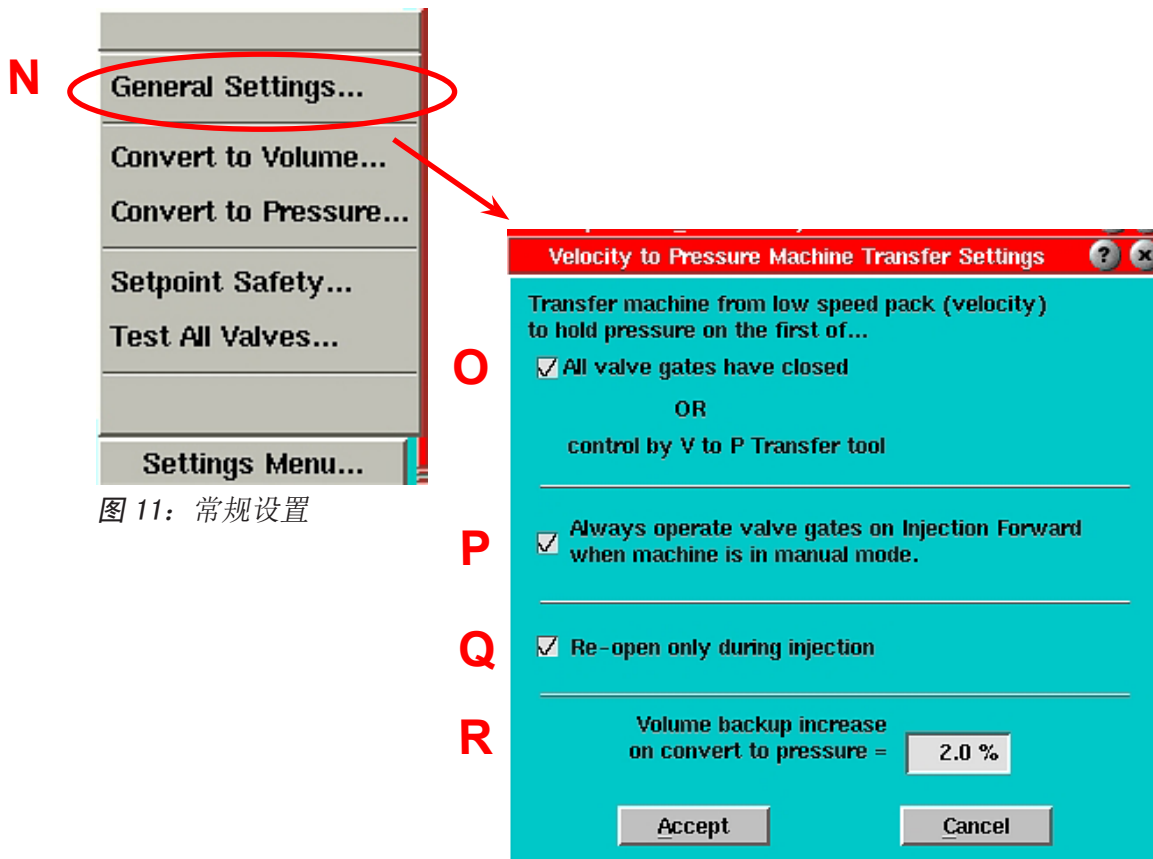 N
General Settings...
Convert to Volume...
Convert to Pressure...
Setpoint Safety...
Test All Valves...
Settings Menu...
图 11：常规设置
Velocity to Pressure Machine Transfer Settings
Transfer machine from low speed pack (velocity)
to hold pressure on the first of...
O
All valve gates have closed
OR
control by V to P Transfer tool
P
Always operate valve gates on Injection Forward
when machine is in manual mode.
Q
Re-open only during injection
R
Volume backup increase
on convert to pressure = 2.0 %
Accept Cancel